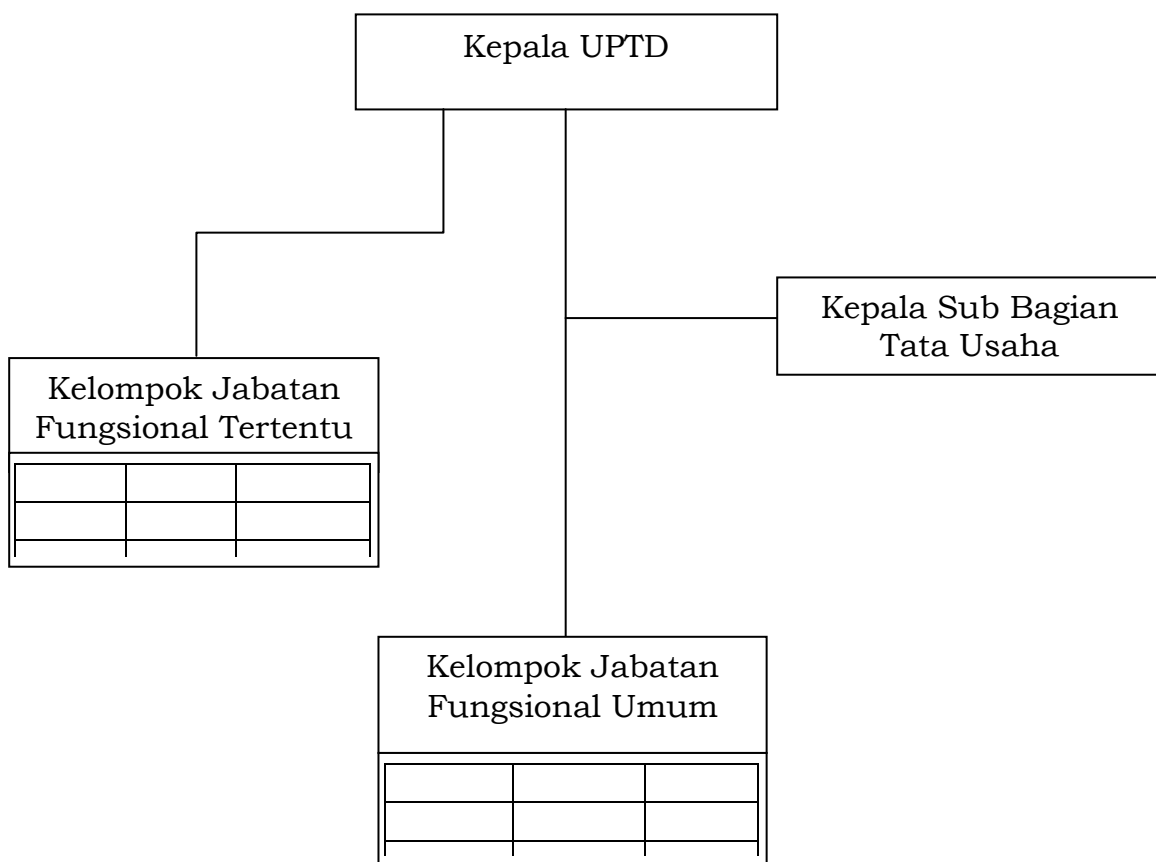 Kepala UPTD
Kepala Sub Bagian
Tata Usaha
Kelompok Jabatan
Fungsional Tertentu
Kelompok Jabatan
Fungsional Umum